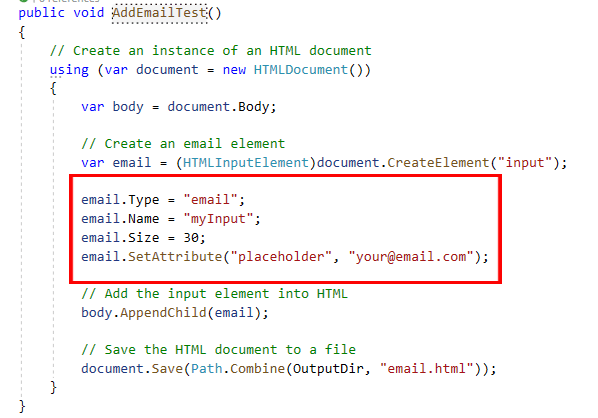 public void AddEmailTest()
{
// Create an instance of an HTML document
using (var document = new HTMLDocument())
{
var body = document.Body;
// Create an email element
var email = (HTMLInputElement)document.CreateElement("input");
email.Type = "email";
email.Name = "myInput";
email.Size = 30;
email.SetAttribute("placeholder", "your@email.com");
// Add the input element into HTML
body.AppendChild(email);
// Save the HTML document to a file
document.Save(Path.Combine(OutputDir, "email.html"));
}
}